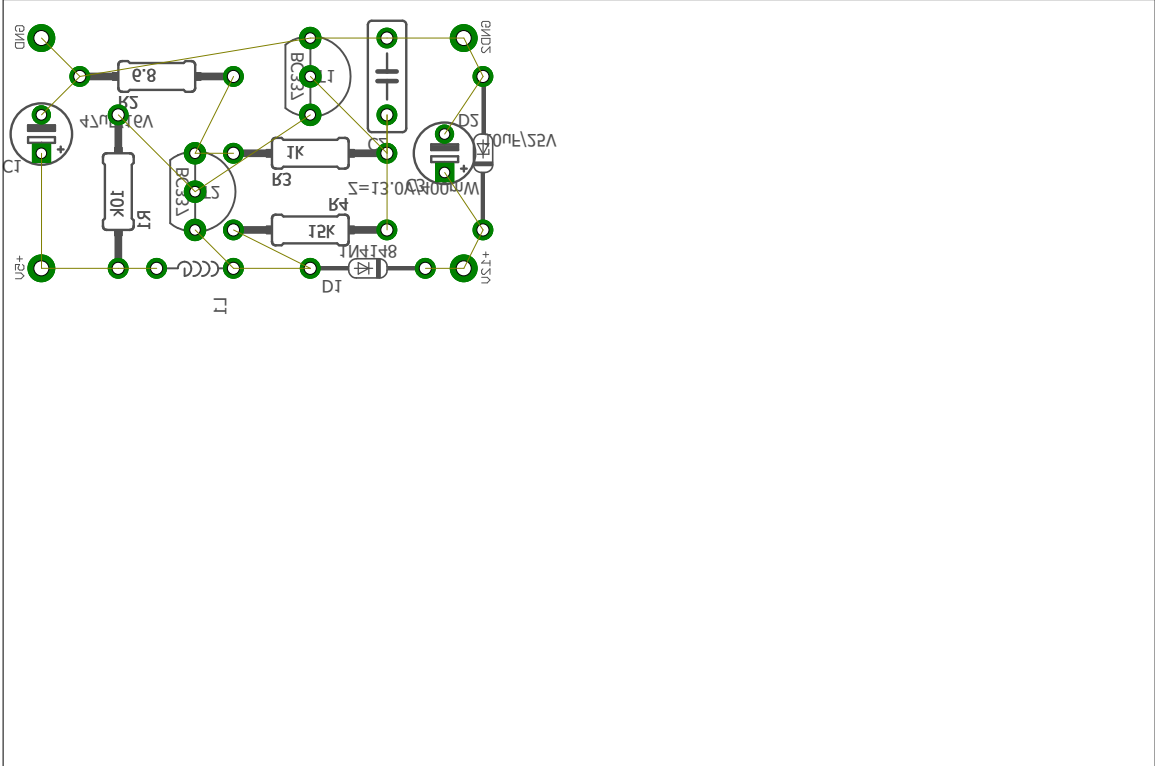 GND
GND2
6.8
R2
BC337
T1
47uF/16V
D2
10uF/25V
C2
C1
1k
R3
BC337
T2
Z=13.0V/400mW
C3
10k
R1
R4
15k
1N4148
+5V
+12V
D1
L1